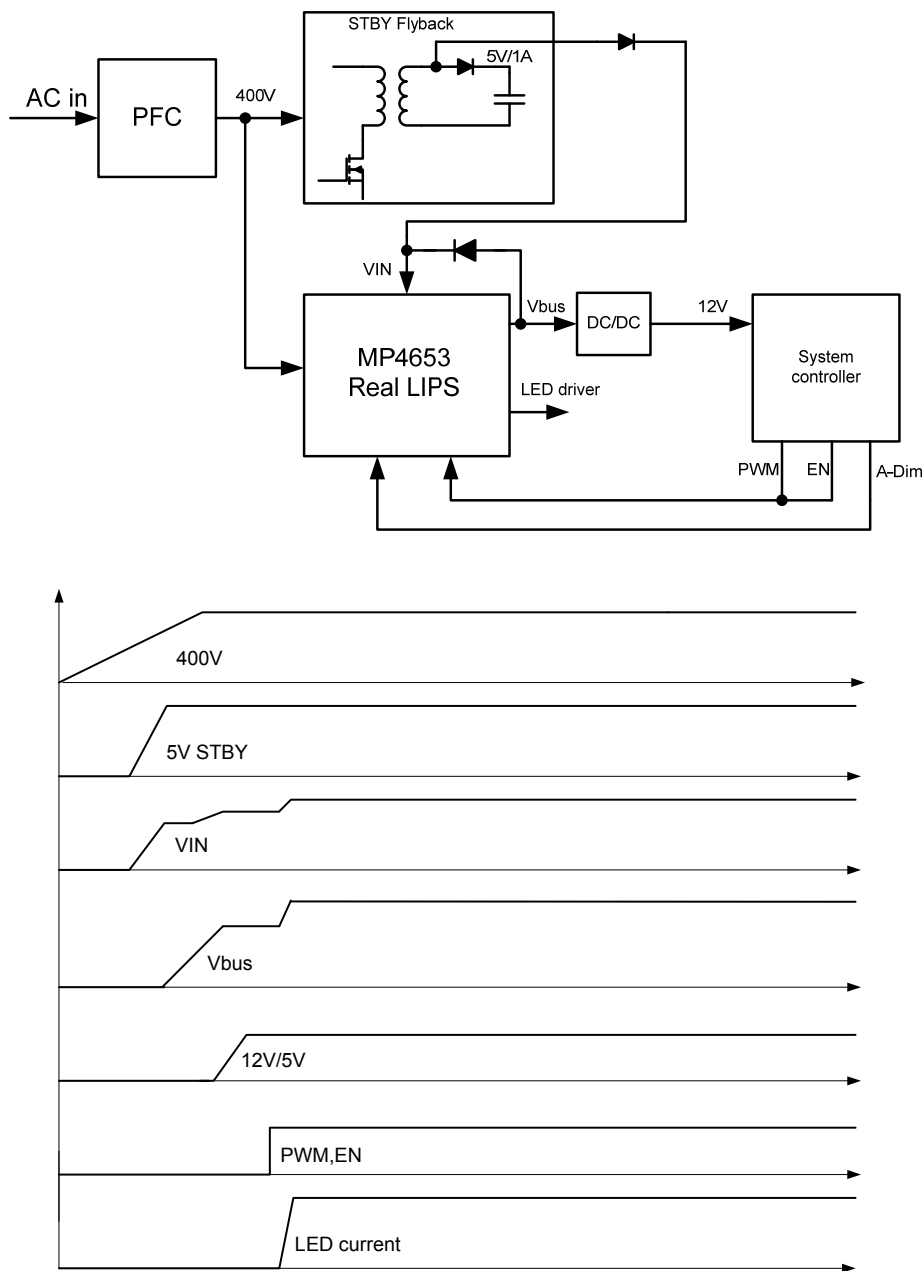 STBY Flyback
5V/1A
AC in
PFC
400V
VIN
Vbus
DC/DC
12V
MP4653
Real LIPS
System
controller
LED driver
PWM
EN
A-Dim
400V
5V STBY
VIN
Vbus
12V/5V
PWM,EN
LED current